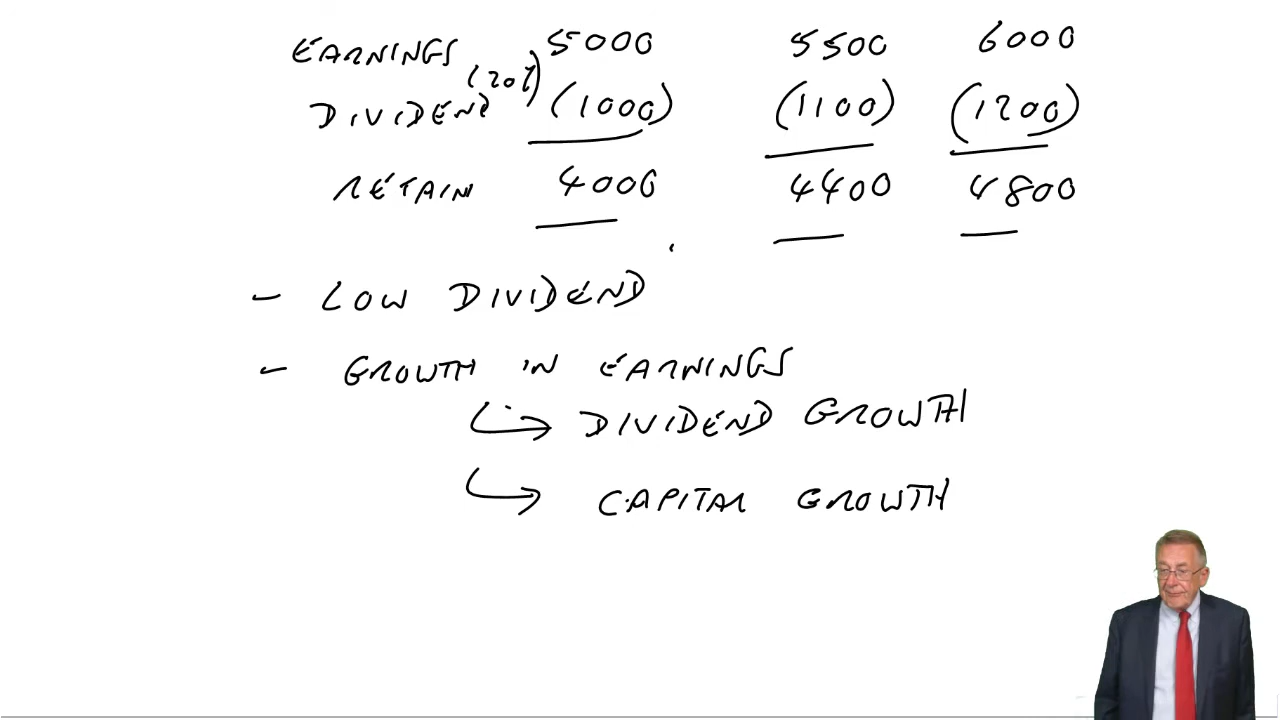 EARNINGS 5000 5500 6000
DIVIDEND (20%) (1000) (1100) (1200)
RETAIN 4000 4400 4800
- LOW DIVIDEND
- GROWTH IN EARNINGS
DIVIDEND GROWTH
CAPITAL GROWTH